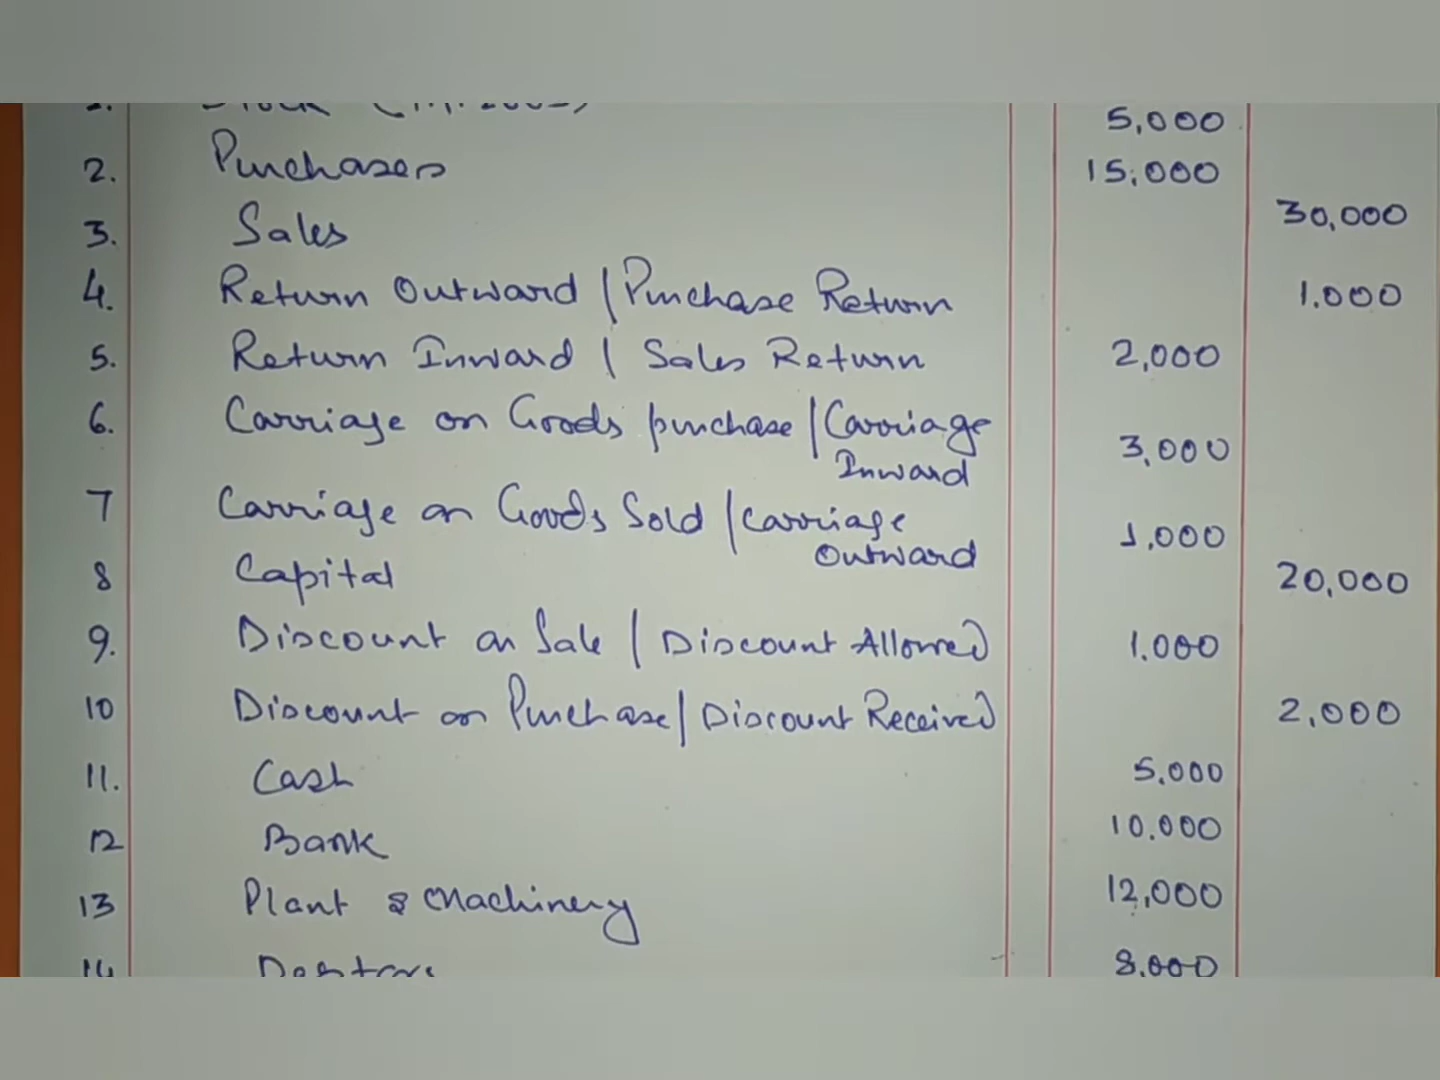 5,000
2. Purchases 15,000
3. Sales 30,000
4. Return Outward / Purchase Return 1.000
5. Return Inward / Sales Return 2,000
6. Carriage on Goods purchase / Carriage
Inward 3,000
7 Carriage on Goods Sold / Carriage
Outward 1,000
8 Capital 20,000
9. Discount on Sale / Discount Allowed 1.000
10 Discount on Purchase / Discount Received 2,000
11. Cash 5.000
12 Bank 10.000
13 Plant & Machinery 12,000
14 Debtors 8,000